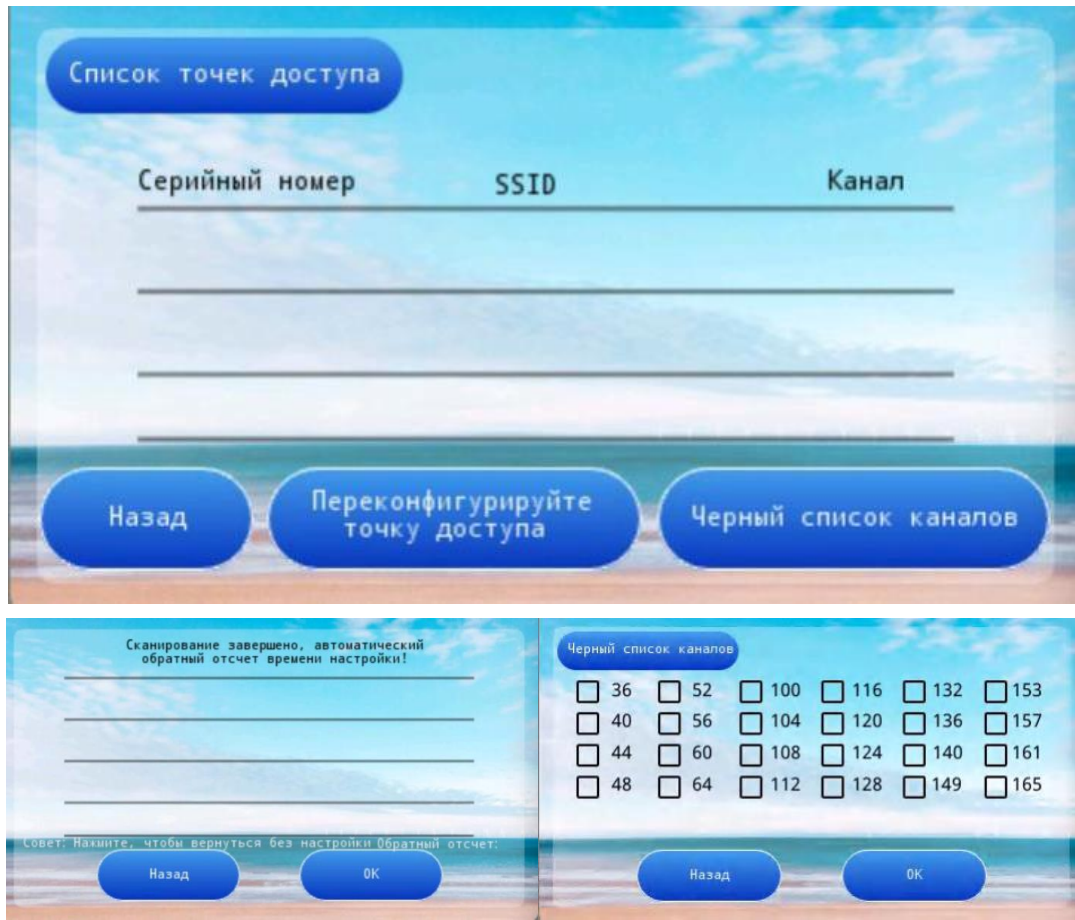 Список точек доступа
Серийный номер SSID Канал
Назад
Переконфигурируйте
точку доступа
Черный список каналов
Сканирование завершено, автоматический
обратный отсчет времени настройки!
Совет: Нажмите, чтобы вернуться без настройки Обратный отсчет:
Назад OK
Черный список каналов
36 52 100 116 132 153
40 56 104 120 136 157
44 60 108 124 140 161
48 64 112 128 149 165
Назад OK